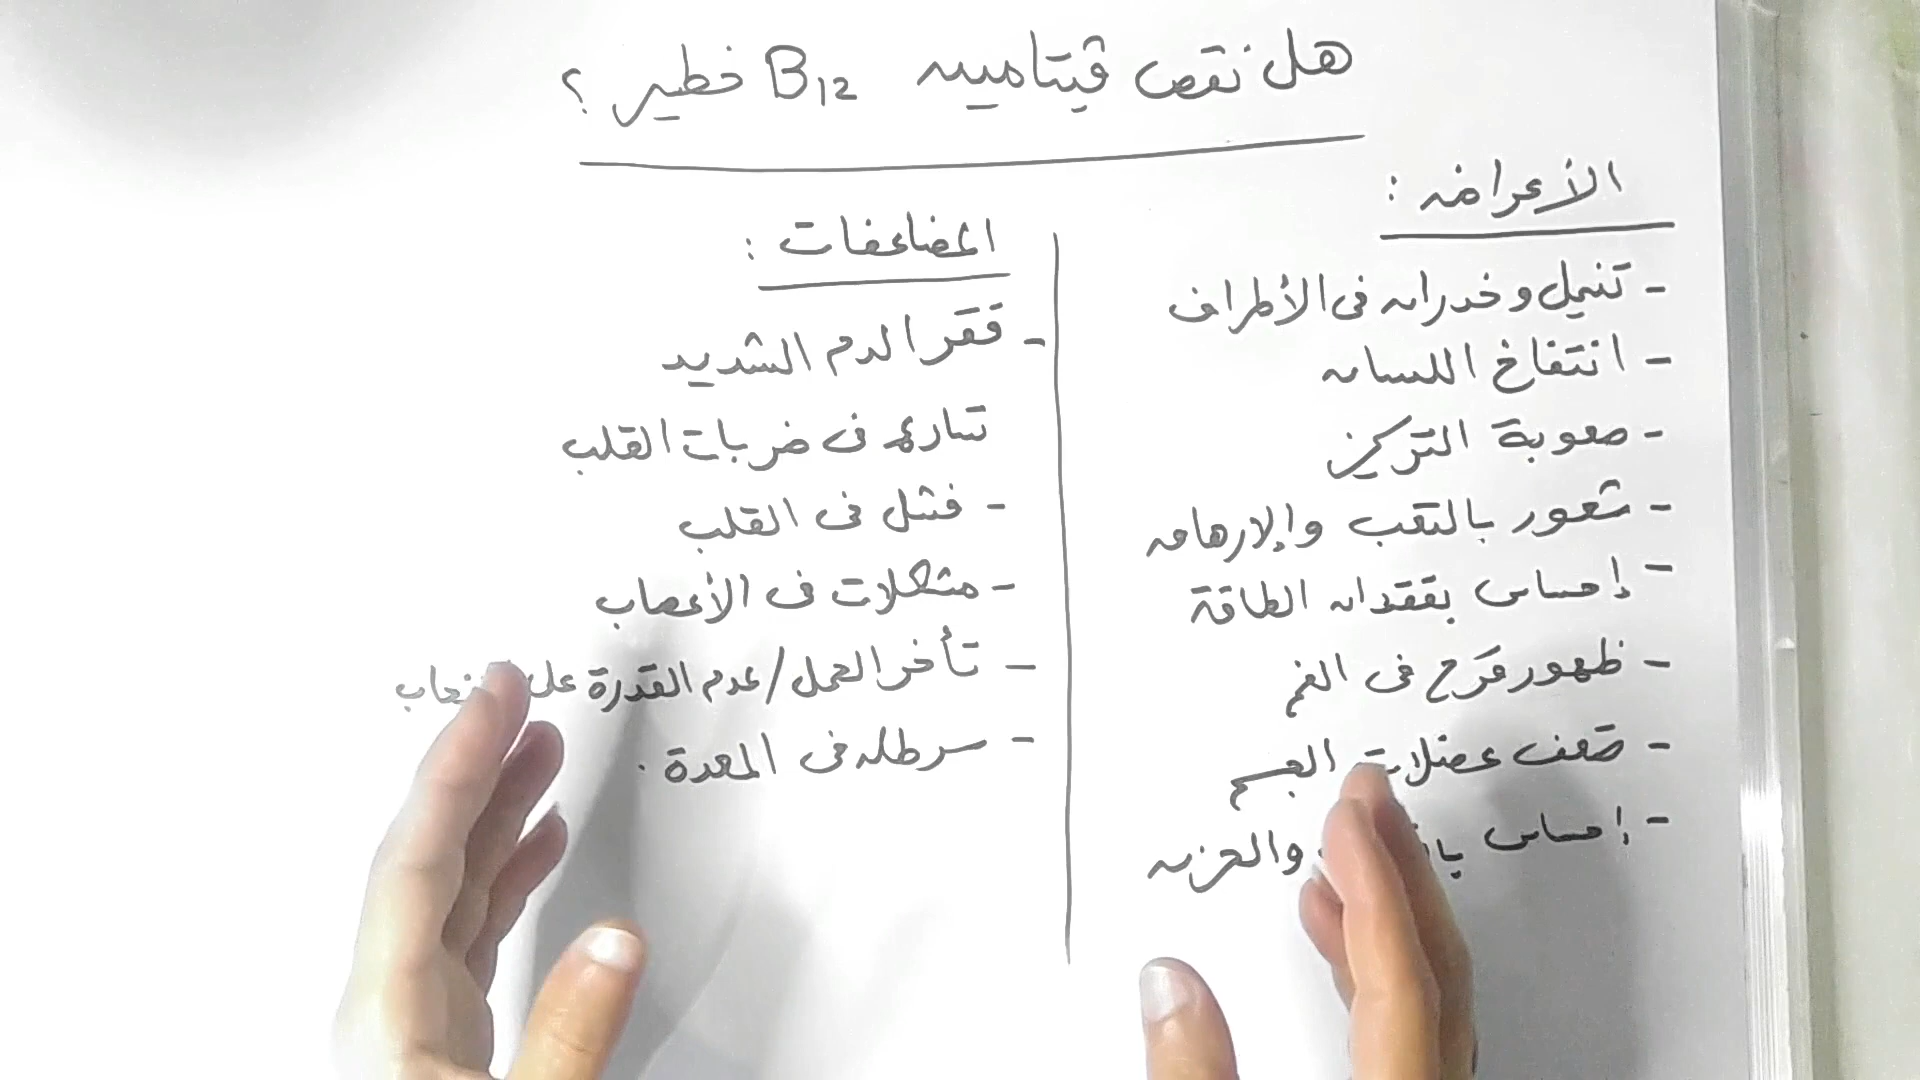 هل نقص ڤيتامين B12 خطير ؟
الأعراض :
- تنميل وخدران فى الأطراف
- انتفاخ اللسان
- صعوبة التركيز
- شعور بالتعب والإرهاق
- إحساس بفقدان الطاقة
- ظهور قرح فى الفم
- ضعف عضلات الجسم
- إحساس والحزن
المضاعفات :
- فقر الدم الشديد
تسارع فى ضربات القلب
- فشل فى القلب
- مشكلات فى الأعصاب
- تأخر الحمل/عدم القدرة على
- سرطان فى المعدة .